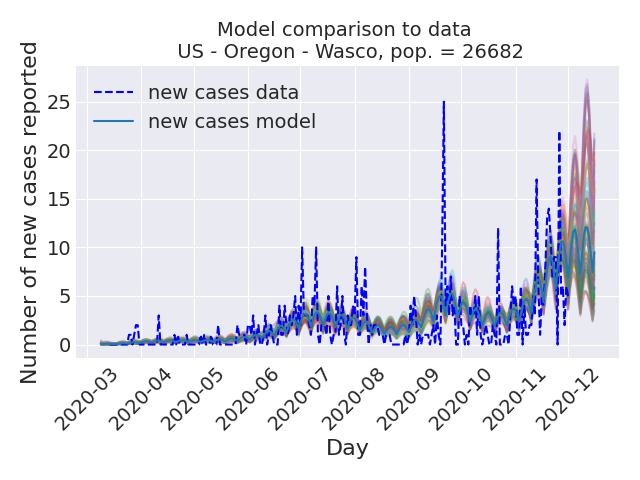 Model comparison to data
US - Oregon - Wasco, pop. = 26682
new cases data
new cases model
Number of new cases reported
25
20
15
10
5
0
2020-03
2020-04
2020-05
2020-06
2020-07
2020-08
2020-09
2020-10
2020-11
2020-12
Day